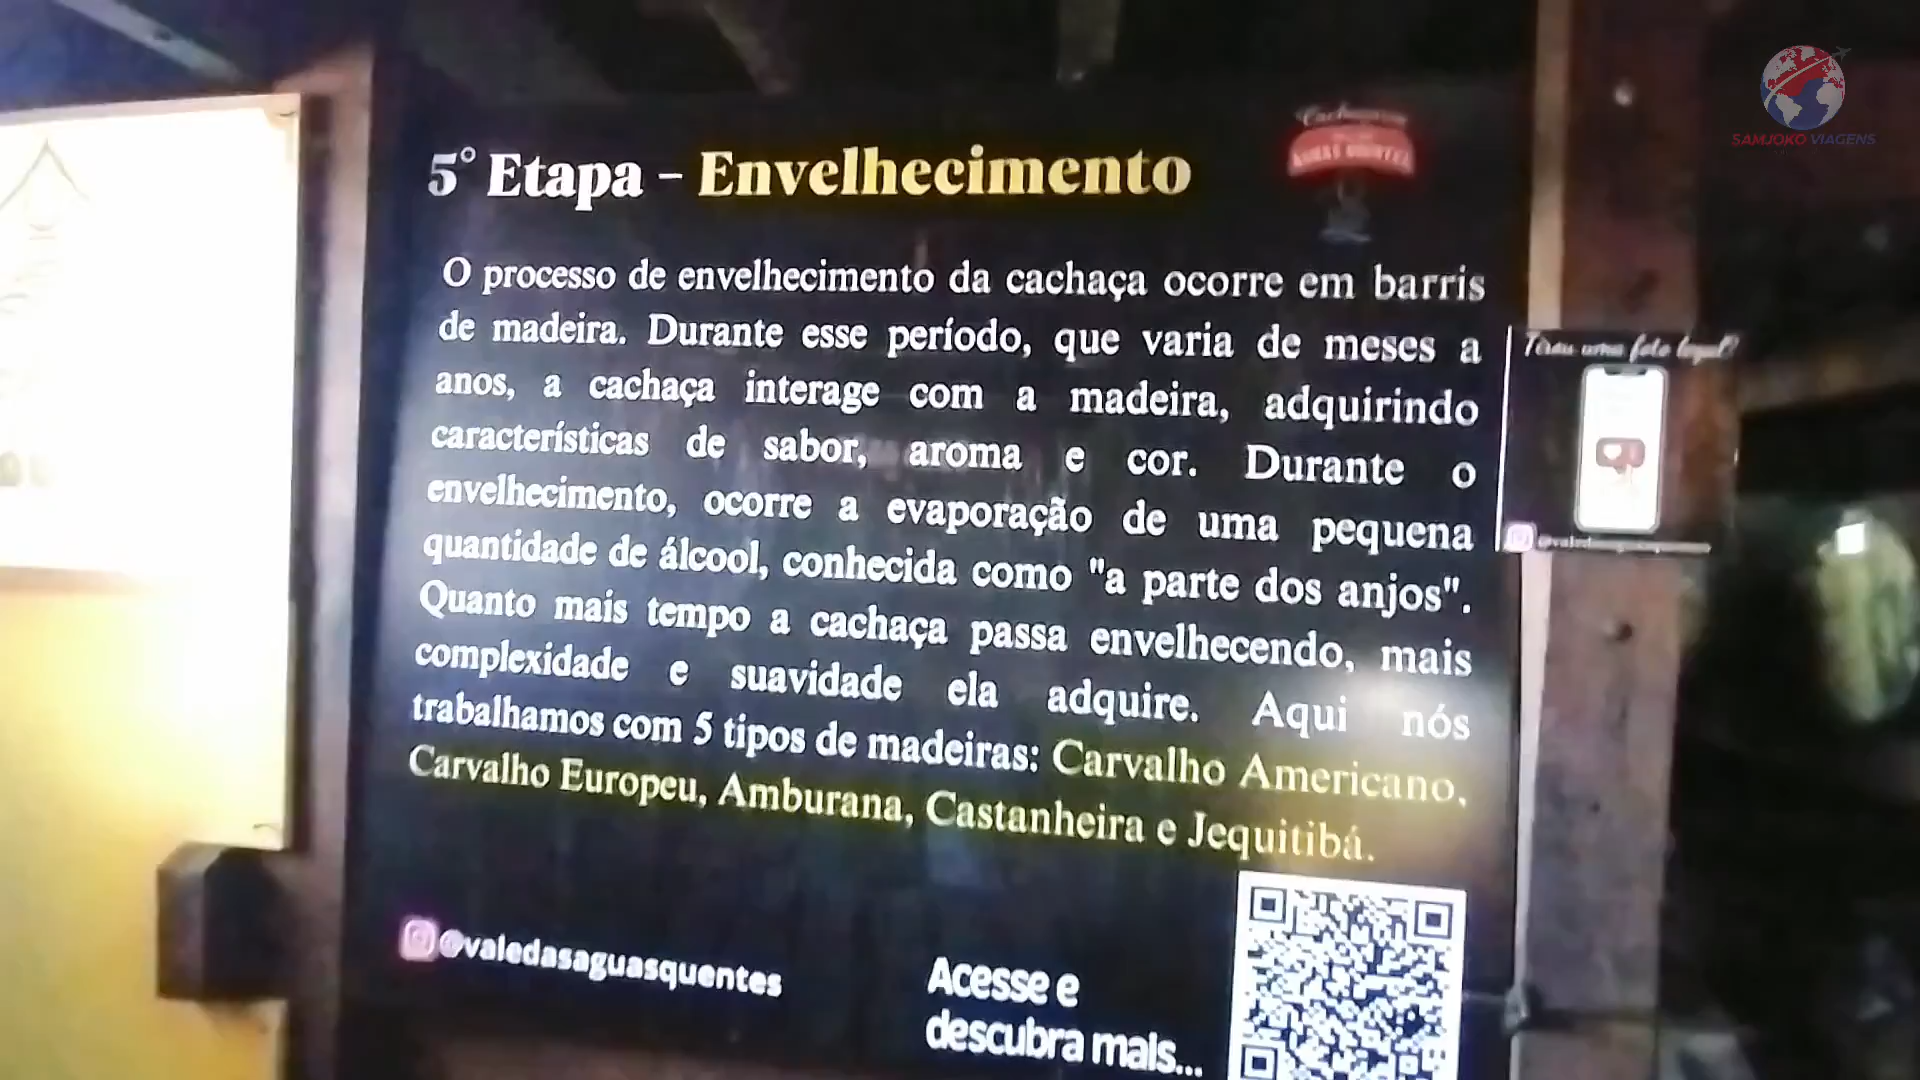 SAMJOKO VIAGENS
5° Etapa - Envelhecimento
O processo de envelhecimento da cachaça ocorre em barris
de madeira. Durante esse período, que varia de meses a
anos, a cachaça interage com a madeira, adquirindo
características de sabor, aroma e cor. Durante o
envelhecimento, ocorre a evaporação de uma pequena
quantidade de álcool, conhecida como "a parte dos anjos".
Quanto mais tempo a cachaça passa envelhecendo, mais
complexidade e suavidade ela adquire. Aqui nós
trabalhamos com 5 tipos de madeiras: Carvalho Americano,
Carvalho Europeu, Amburana, Castanheira e Jequitibá.
@valedasaguasquentes
Acesse e
descubra mais...
Tirou uma foto legal?